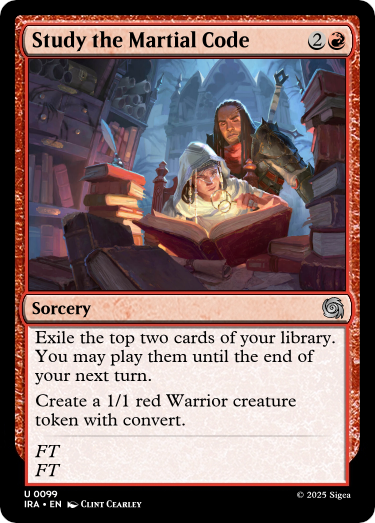 Study the Martial Code 2
Sorcery
Exile the top two cards of your library.
You may play them until the end of
your next turn.
Create a 1/1 red Warrior creature
token with convert.
FT
FT
U 0099
IRA • EN Clint Cearley
© 2025 Sigea